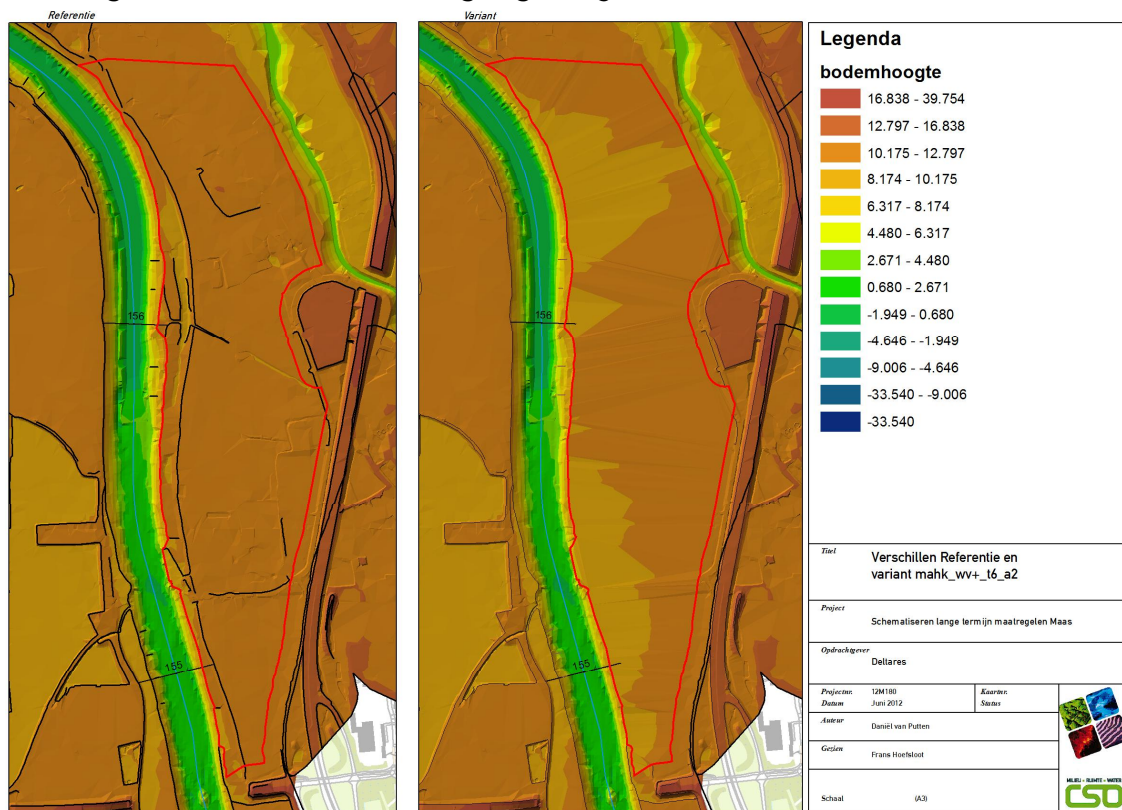 Referentie
Variant
156
155
156
155
Legenda
bodemhoogte
16.838 - 39.754
12.797 - 16.838
10.175 - 12.797
8.174 - 10.175
6.317 - 8.174
4.480 - 6.317
2.671 - 4.480
0.680 - 2.671
-1.949 - 0.680
-4.646 - -1.949
-9.006 - -4.646
-33.540 - -9.006
-33.540
Titel
Verschillen Referentie en
variant mahk_wv+_t6_a2
Project
Schematiseren lange termijn maatregelen Maas
Opdrachtgever
Deltares
Projectnr. 12M180
Kaartnr.
Datum Juni 2012
Status
Auteur
Daniël van Putten
Gezien
Frans Hoefsloot
Schaal (A3)
MILIEU - RUIMTE - WATER
CSO